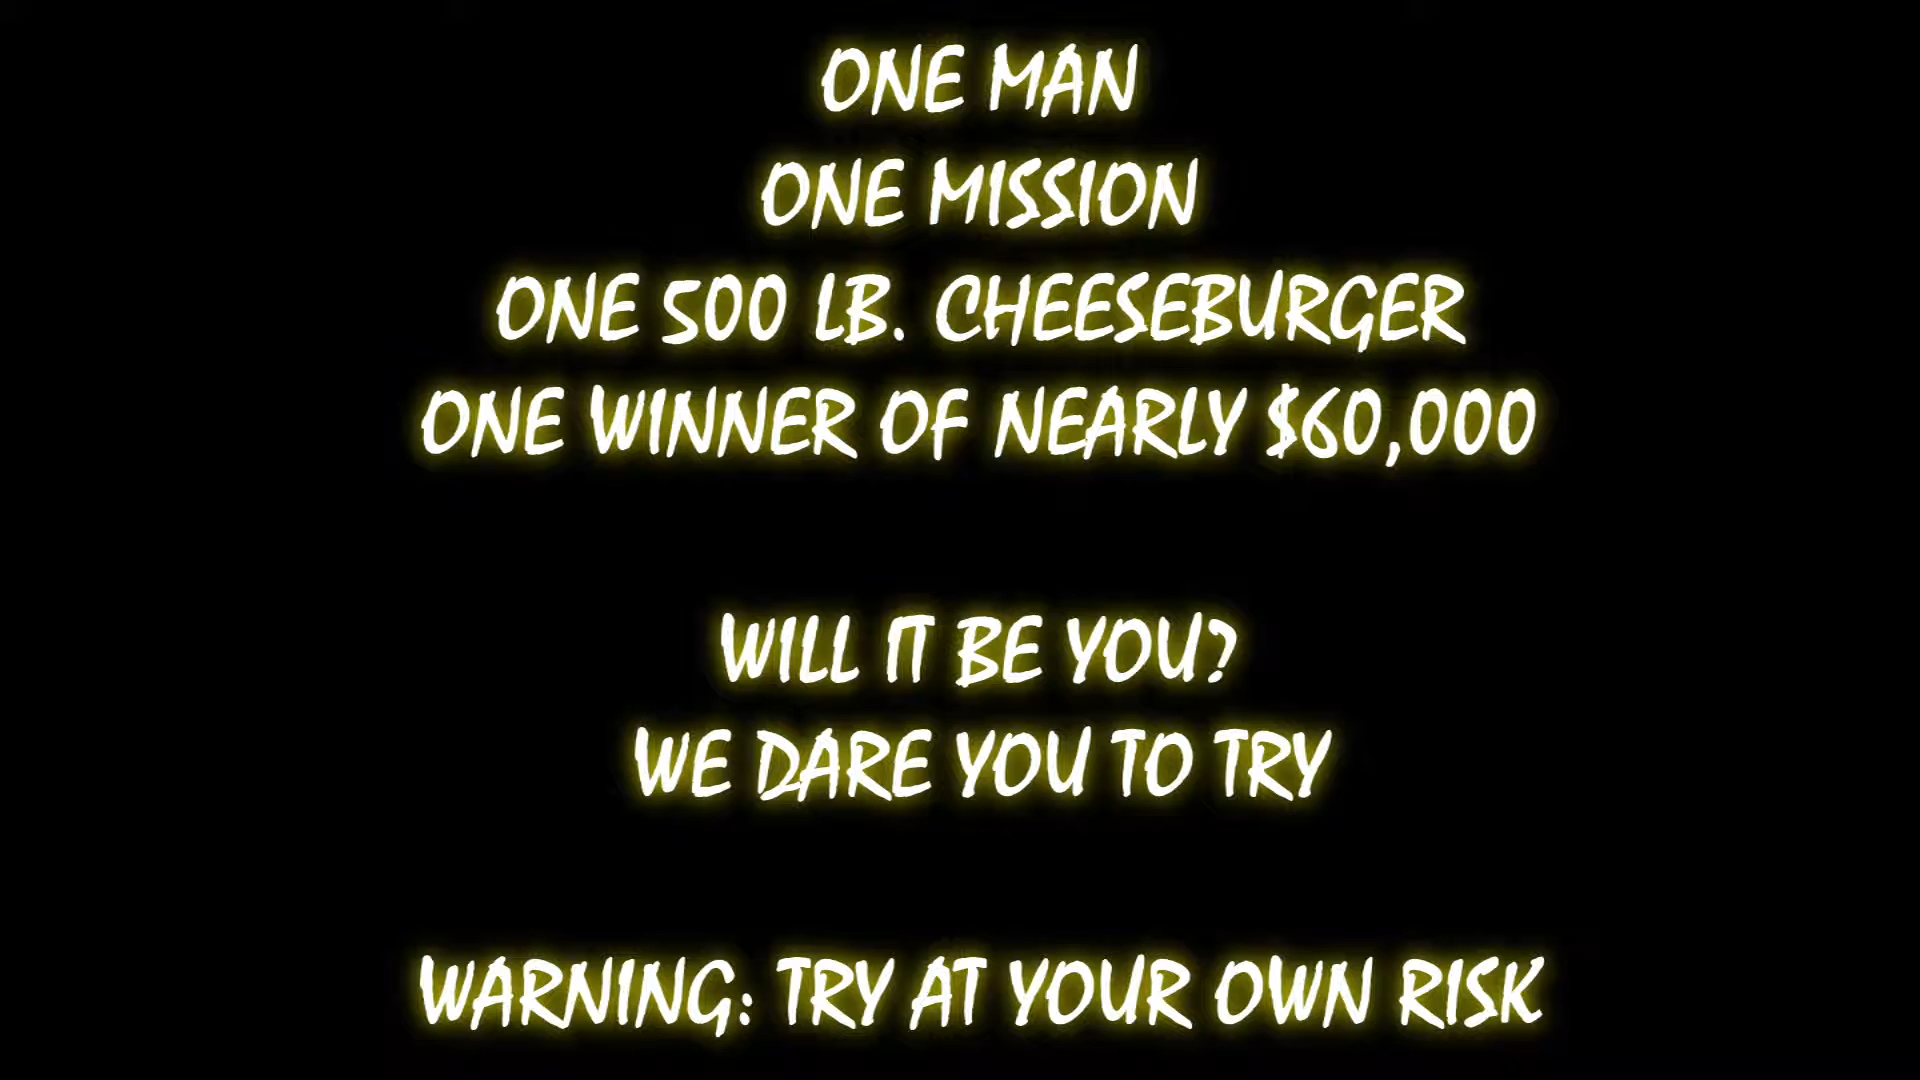 ONE MAN
ONE MISSION
ONE 500 LB. CHEESEBURGER
ONE WINNER OF NEARLY $60,000
WILL IT BE YOU?
WE DARE YOU TO TRY
WARNING: TRY AT YOUR OWN RISK